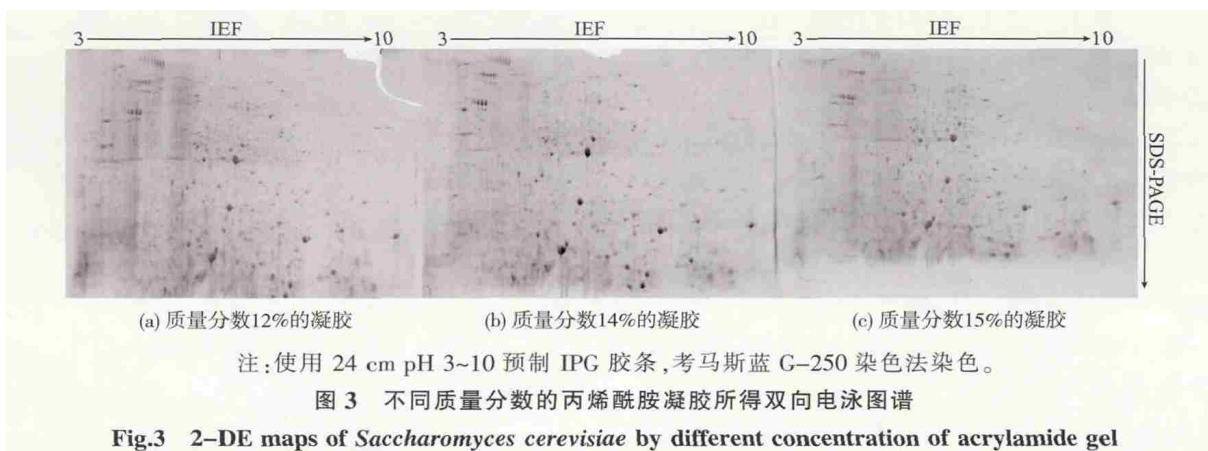 IEF IEF IEF
3 10 3 10 3 10
SDS-PAGE
(a) 质量分数12%的凝胶 (b) 质量分数14%的凝胶 (c) 质量分数15%的凝胶
注:使用 24 cm pH 3~10 预制 IPG 胶条,考马斯蓝 G-250 染色法染色。
图 3 不同质量分数的丙烯酰胺凝胶所得双向电泳图谱
Fig.3 2-DE maps of Saccharomyces cerevisiae by different concentration of acrylamide gel